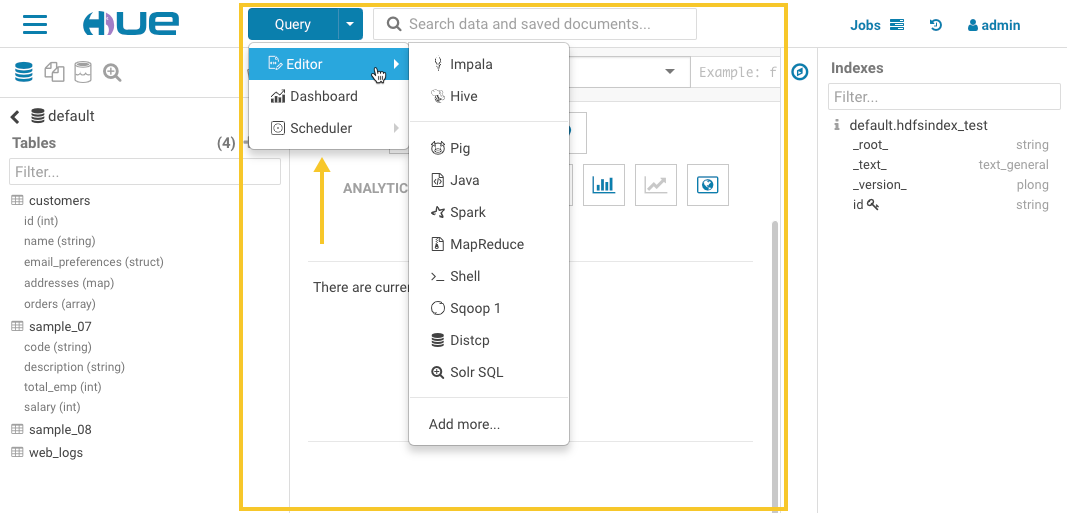 HUE
Query
Search data and saved documents...
Jobs
admin
Editor
Dashboard
Scheduler
Impala
Hive
Pig
Java
Spark
MapReduce
Shell
Sqoop 1
Distcp
Solr SQL
Add more...
default
Tables (4)
Filter...
customers
id (int)
name (string)
email_preferences (struct)
addresses (map)
orders (array)
sample_07
code (string)
description (string)
total_emp (int)
salary (int)
sample_08
web_logs
Example: f
ANALYTIC
There are curre
Indexes
Filter...
default.hdfsindex_test
_root_ string
_text_ text_general
_version_ plong
id string